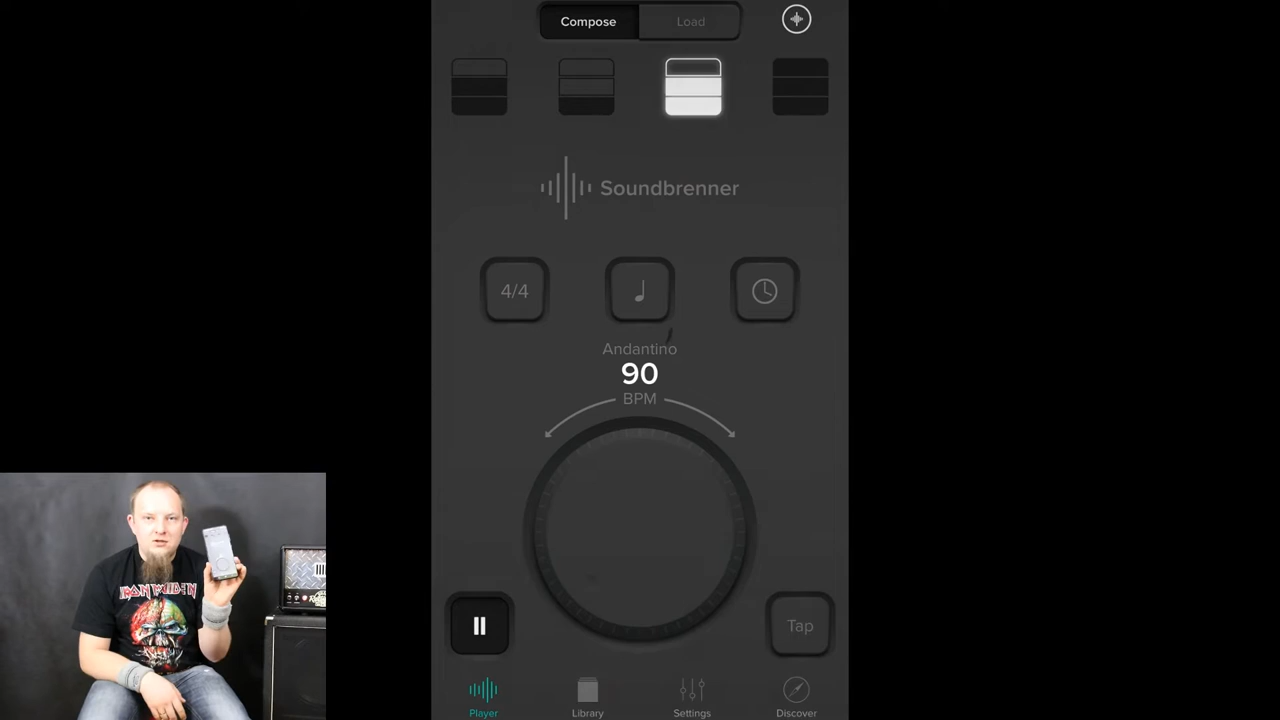 Compose
Load
Soundbrenner
4/4
Andantino
90
BPM
Tap
Player
Library
Settings
Discover
IRON MAIDEN